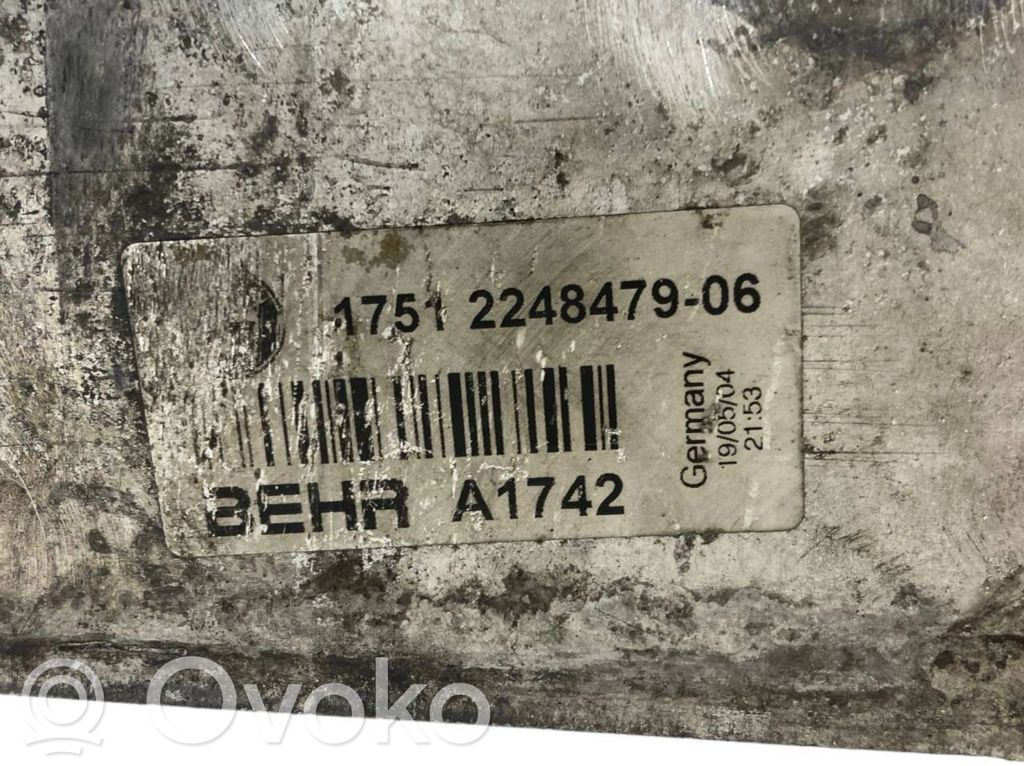 1751 2248479-06
BEHR A1742
Germany
19/05/04
21:53
Ovoko